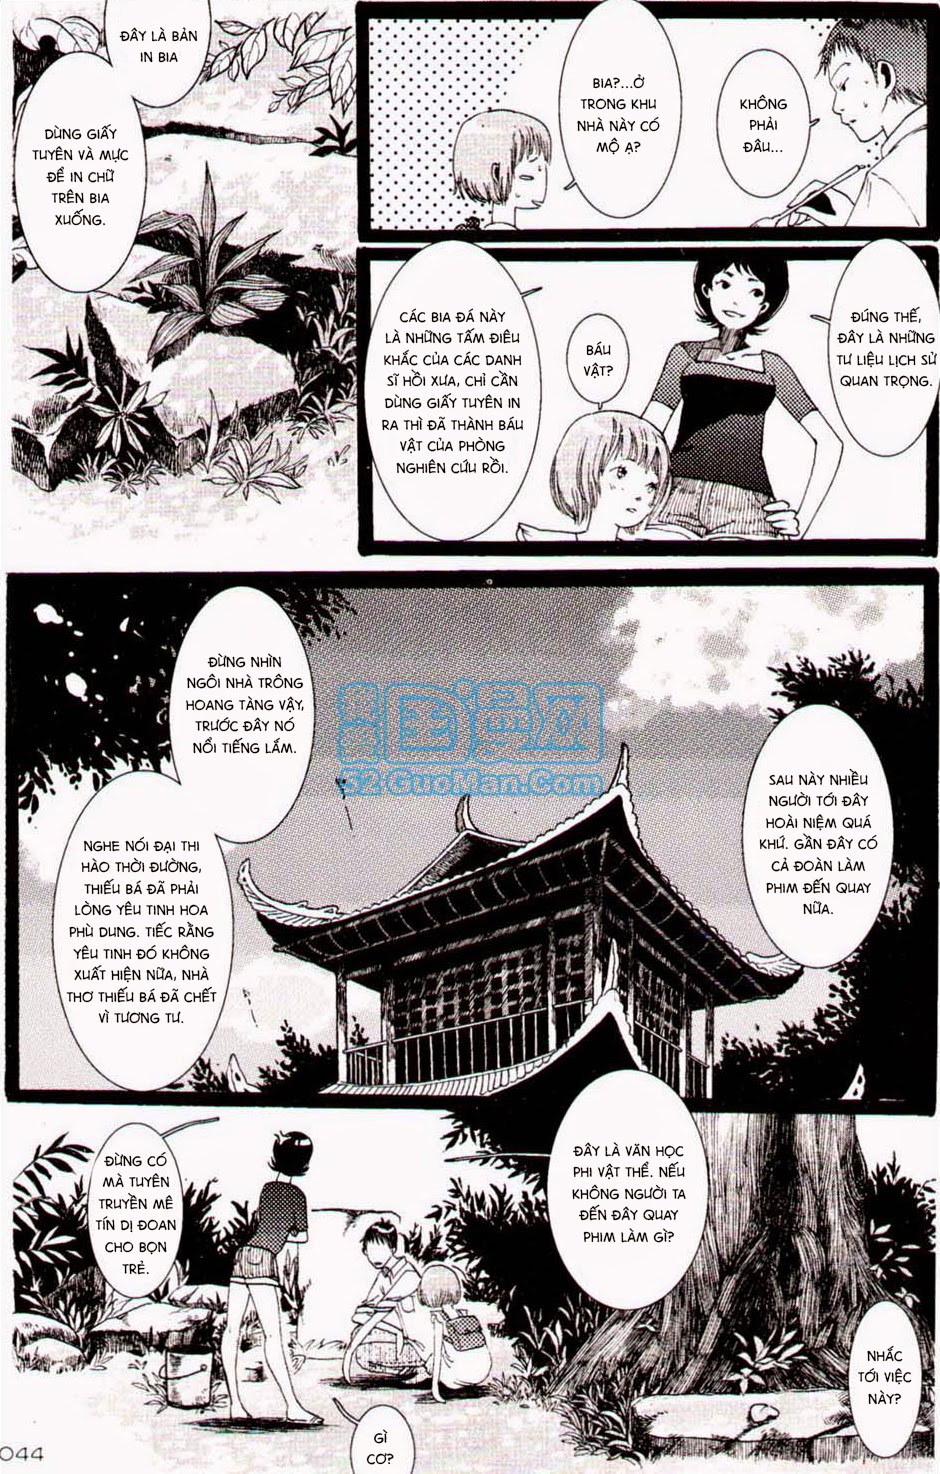 ĐÂY LÀ BẢN
IN BIA
DÙNG GIẤY
TUYÊN VÀ MỰC
ĐỂ IN CHỮ
TRÊN BIA
XUỐNG.
BIA?...Ở
TRONG KHU
NHÀ NÀY CÓ
MỘ Ạ?
KHÔNG
PHẢI
ĐÂU...
CÁC BIA ĐÁ NÀY
LÀ NHỮNG TẤM ĐIÊU
KHẮC CỦA CÁC DANH
SĨ HỒI XƯA, CHỈ CẦN
DÙNG GIẤY TUYÊN IN
RA THÌ ĐÃ THÀNH BÁU
VẬT CỦA PHÒNG
NGHIÊN CỨU RỒI.
BÁU
VẬT?
ĐÚNG THẾ,
ĐÂY LÀ NHỮNG
TƯ LIỆU LỊCH SỬ
QUAN TRỌNG.
ĐỪNG NHÌN
NGÔI NHÀ TRÔNG
HOANG TÀNG VẬY,
TRƯỚC ĐÂY NÓ
NỔI TIẾNG LẮM.
NGHE NÓI ĐẠI THI
HÀO THỜI ĐƯỜNG,
THIẾU BÁ ĐÃ PHẢI
LÒNG YÊU TINH HOA
PHÙ DUNG. TIẾC RẰNG
YÊU TINH ĐÓ KHÔNG
XUẤT HIỆN NỮA, NHÀ
THƠ THIẾU BÁ ĐÃ CHẾT
VÌ TƯƠNG TƯ.
52GuoMan.Com
SAU NÀY NHIỀU
NGƯỜI TỚI ĐÂY
HOÀI NIỆM QUÁ
KHỨ. GẦN ĐÂY CÓ
CẢ ĐOÀN LÀM
PHIM ĐẾN QUAY
NỮA.
ĐỪNG CÓ
MÀ TUYÊN
TRUYỀN MÊ
TÍN DỊ ĐOAN
CHO BỌN
TRẺ.
ĐÂY LÀ VĂN HỌC
PHI VẬT THỂ. NẾU
KHÔNG NGƯỜI TA
ĐẾN ĐÂY QUAY
PHIM LÀM GÌ?
NHẮC
TỚI VIỆC
NÀY?
GÌ
CƠ?
044